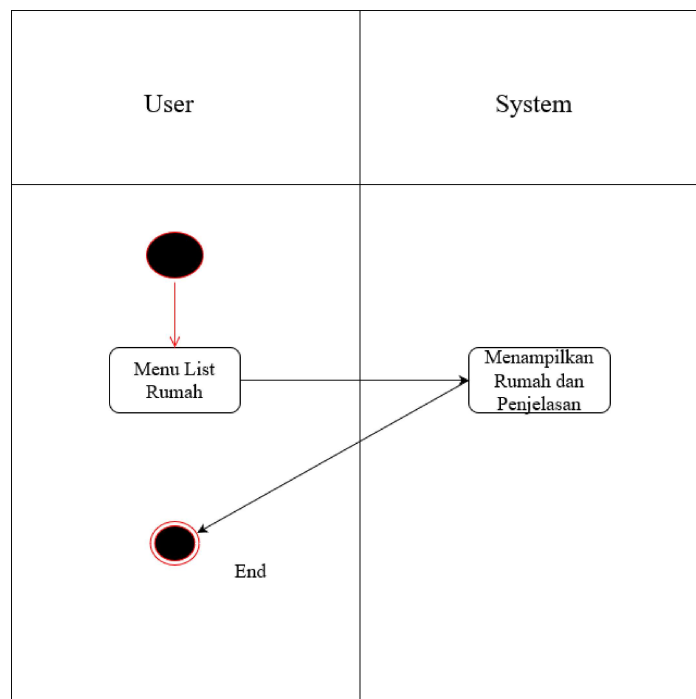 User
System
Menu List
Rumah
Menampilkan
Rumah dan
Penjelasan
End